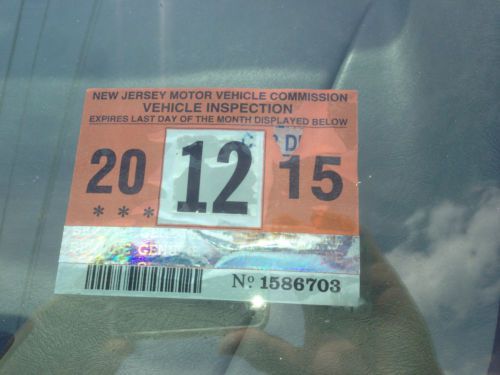 NEW JERSEY MOTOR VEHICLE COMMISSION
VEHICLE INSPECTION
EXPIRES LAST DAY OF THE MONTH DISPLAYED BELOW
20 12 15
* * *
Nº 1586703